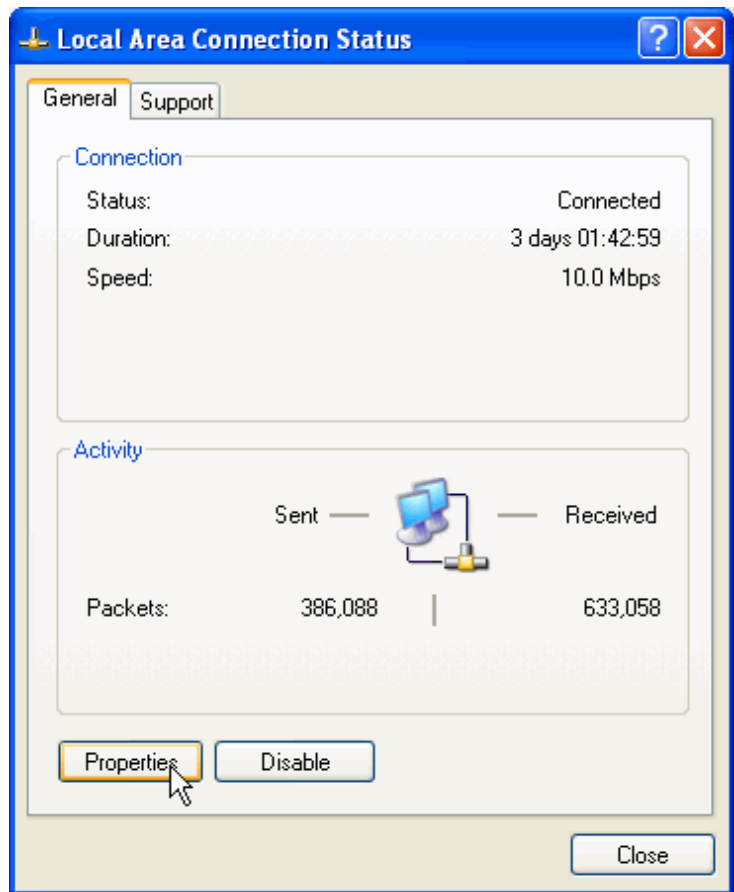 Local Area Connection Status
General Support
Connection
Status: Connected
Duration: 3 days 01:42:59
Speed: 10.0 Mbps
Activity
Sent Received
Packets: 386,088 633,058
Properties Disable
Close